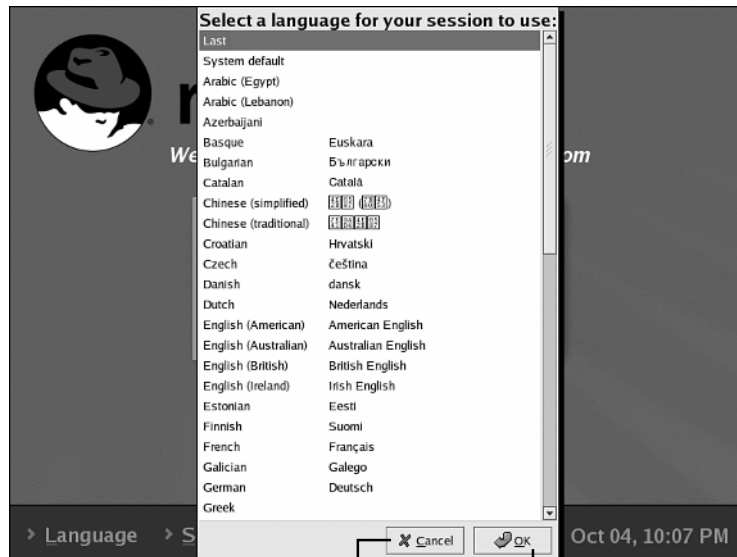 Select a language for your session to use:
Last
System default
Arabic (Egypt)
Arabic (Lebanon)
Azerbaijani
Basque Euskara
Bulgarian Български
Catalan Català
Chinese (simplified)
Chinese (traditional)
Croatian Hrvatski
Czech čeština
Danish dansk
Dutch Nederlands
English (American) American English
English (Australian) Australian English
English (British) British English
English (Ireland) Irish English
Estonian Eesti
Finnish Suomi
French Français
Galician Galego
German Deutsch
Greek
We
om
Language
Cancel OK
Oct 04, 10:07 PM